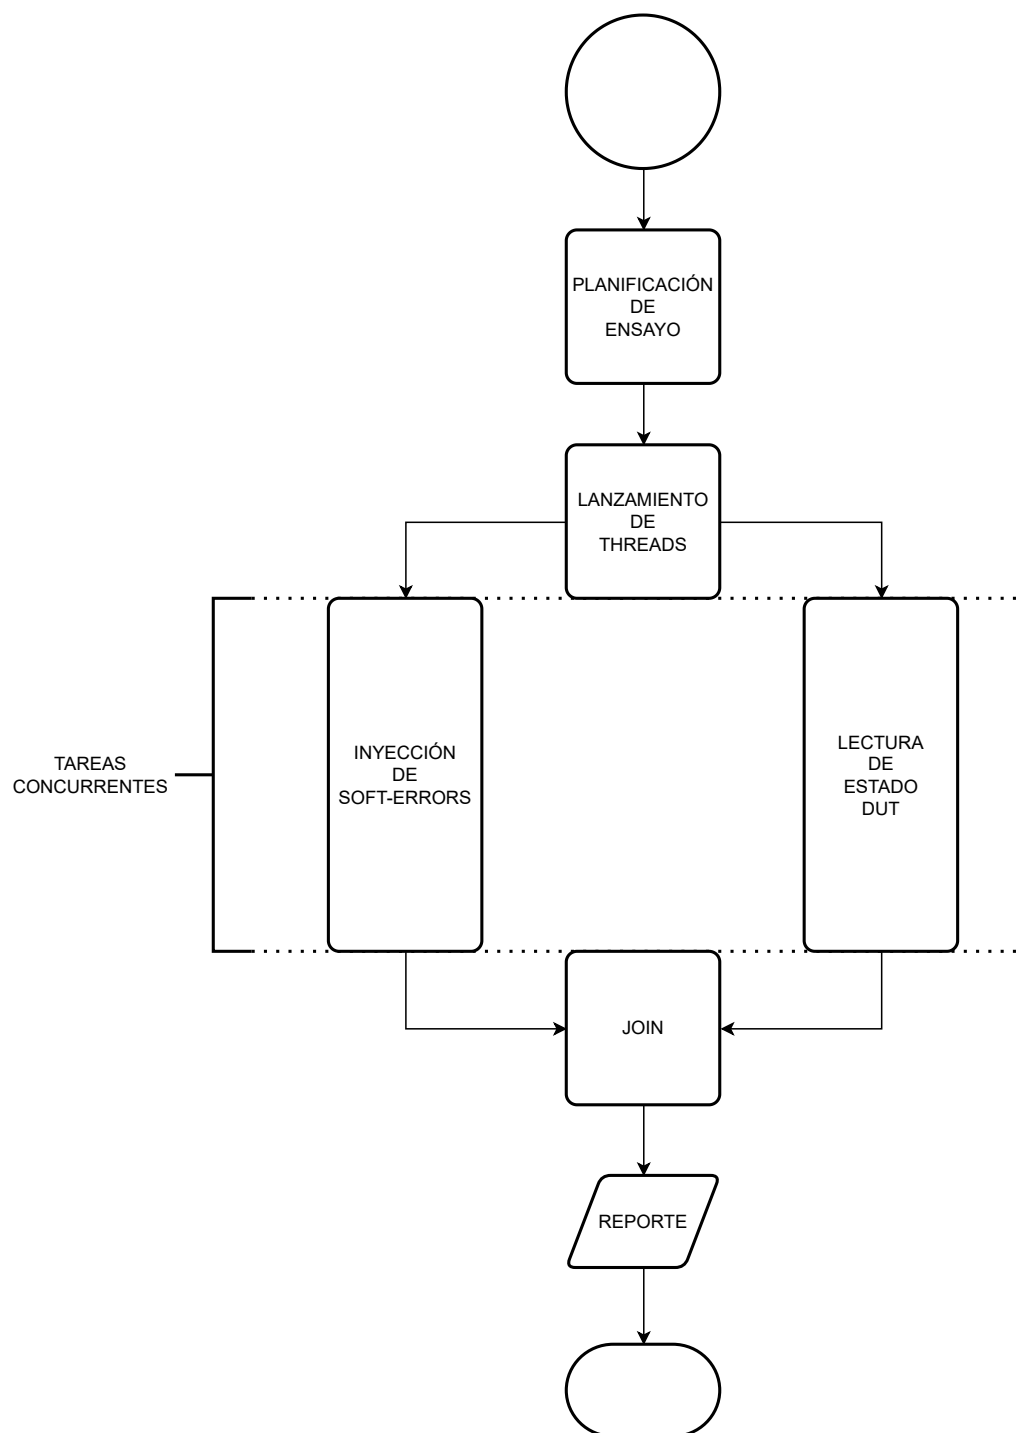 PLANIFICACIÓN
DE
ENSAYO
LANZAMIENTO
DE
THREADS
TAREAS
CONCURRENTES
INYECCIÓN
DE
SOFT-ERRORS
LECTURA
DE
ESTADO
DUT
JOIN
REPORTE